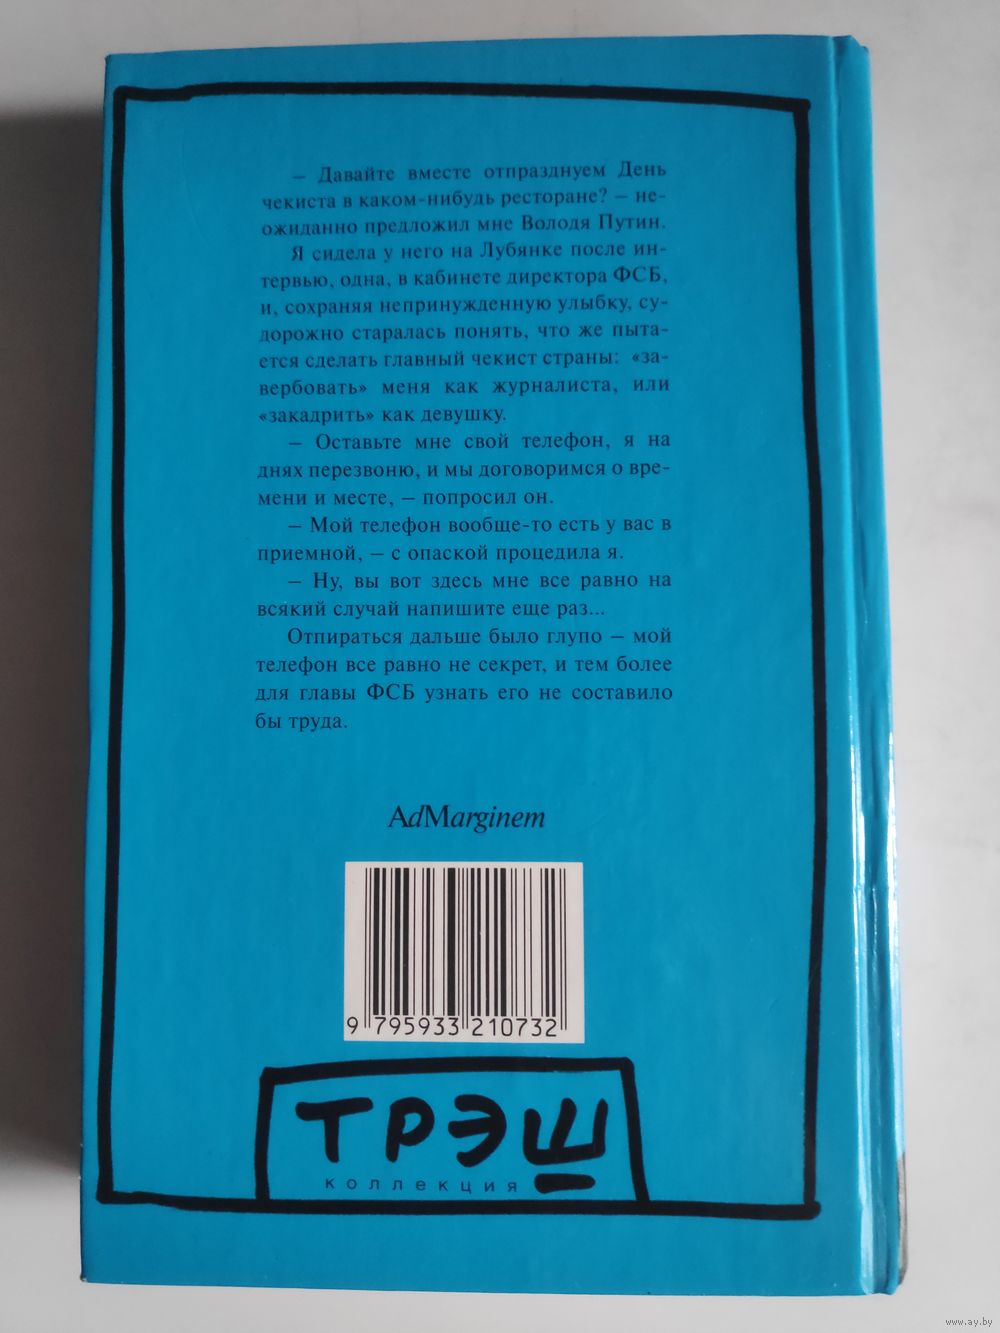 – Давайте вместе отпразднуем День
чекиста в каком-нибудь ресторане? – не-
ожиданно предложил мне Володя Путин.
Я сидела у него на Лубянке после ин-
тервью, одна, в кабинете директора ФСБ,
и, сохраняя непринужденную улыбку, су-
дорожно старалась понять, что же пыта-
ется сделать главный чекист страны: «за-
вербовать» меня как журналиста, или
«закадрить» как девушку.
– Оставьте мне свой телефон, я на
днях перезвоню, и мы договоримся о вре-
мени и месте, – попросил он.
– Мой телефон вообще-то есть у вас в
приемной, – с опаской процедила я.
– Ну, вы вот здесь мне все равно на
всякий случай напишите еще раз...
Отпираться дальше было глупо – мой
телефон все равно не секрет, и тем более
для главы ФСБ узнать его не составило
бы труда.
AdMarginem
9 795933 210732
ТРЭШ
коллекция
www.ay.by